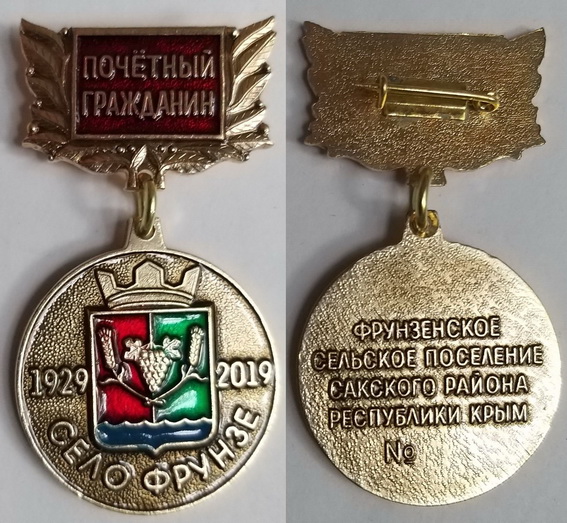 ПОЧЁТНЫЙ
ГРАЖДАНИН
1929 2019
СЕЛО ФРУНЗЕ
ФРУНЗЕНСКОЕ
СЕЛЬСКОЕ ПОСЕЛЕНИЕ
САКСКОГО РАЙОНА
РЕСПУБЛИКИ КРЫМ
№